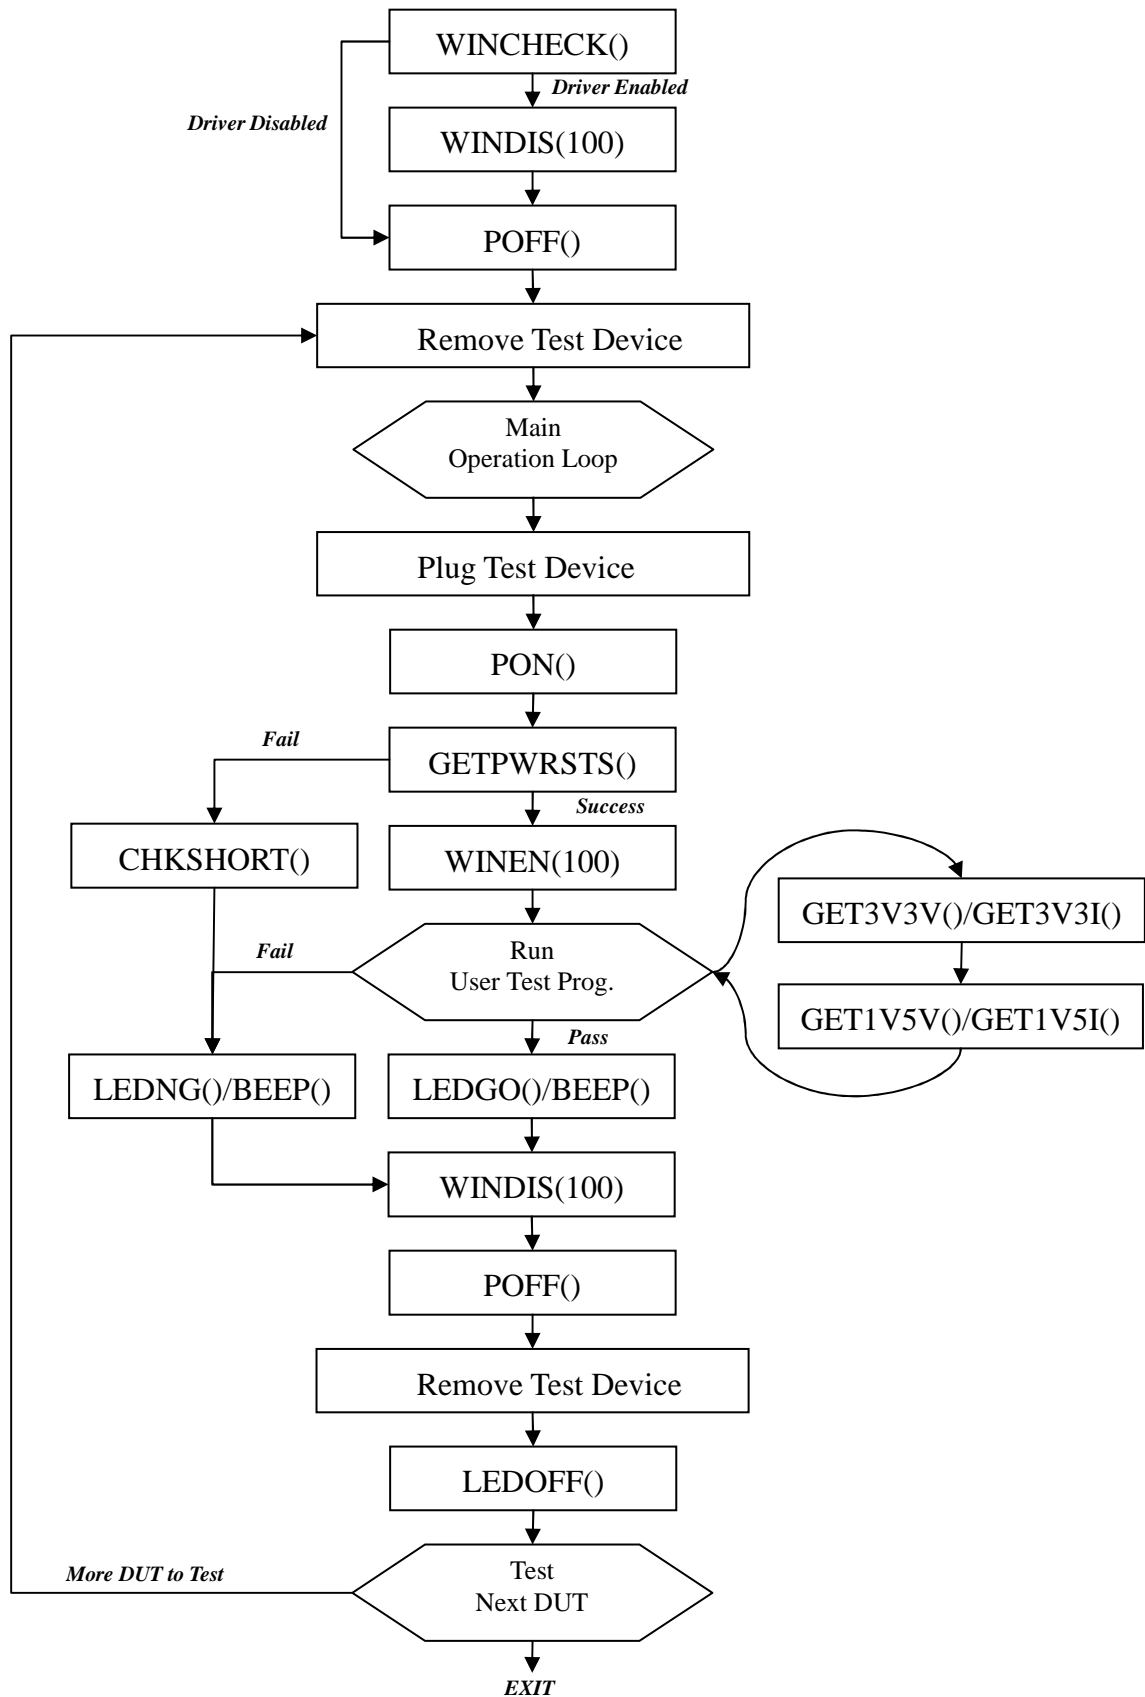 WINCHECK()
Driver Enabled
Driver Disabled
WINDIS(100)
POFF()
Remove Test Device
Main
Operation Loop
Plug Test Device
PON()
Fail
GETPWRSTS()
Success
CHKSHORT()
WINEN(100)
GET3V3V()/GET3V3I()
Fail
Run
User Test Prog.
GET1V5V()/GET1V5I()
Pass
LEDNG()/BEEP()
LEDGO()/BEEP()
WINDIS(100)
POFF()
Remove Test Device
LEDOFF()
More DUT to Test
Test
Next DUT
EXIT